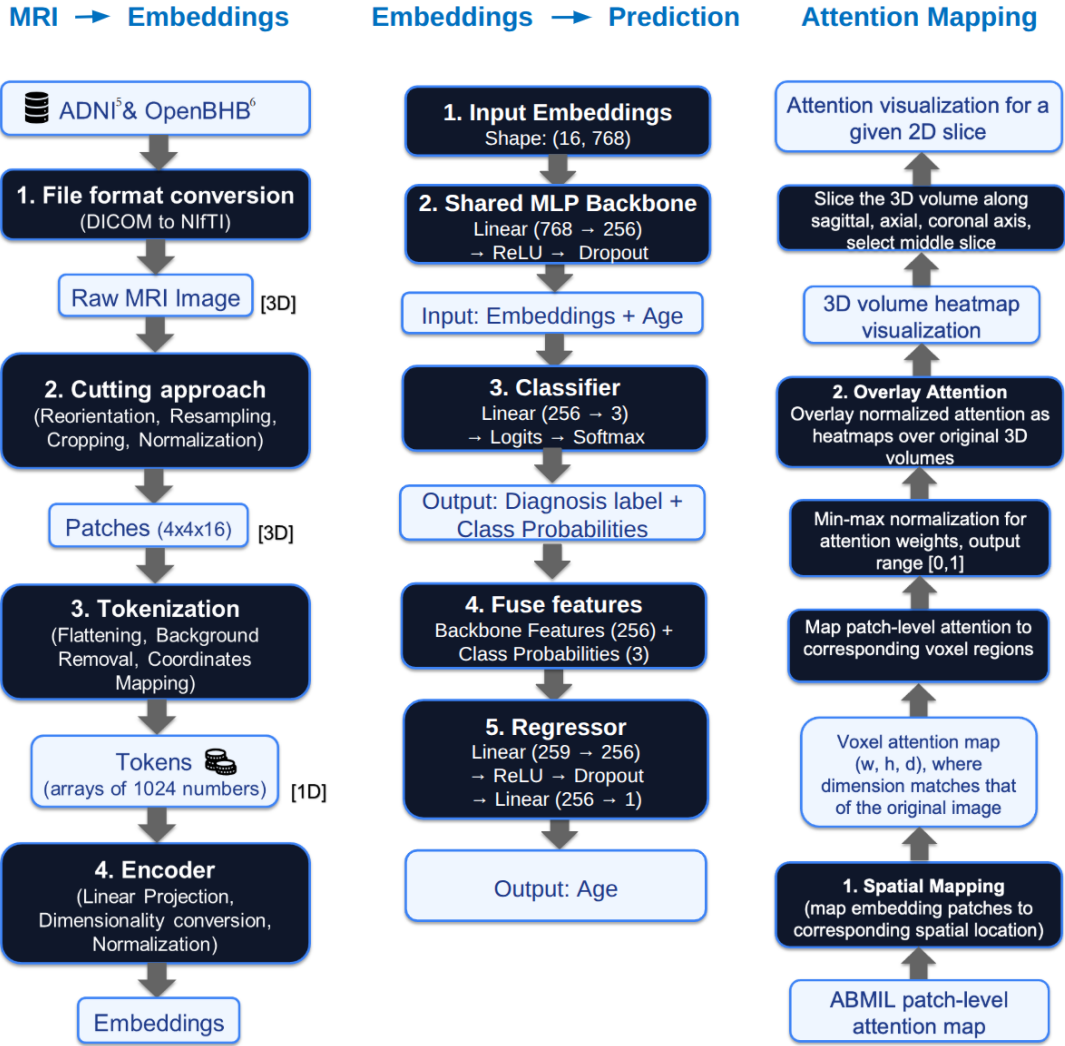 MRI → Embeddings
ADNI⁵& OpenBHB⁶
1. File format conversion
(DICOM to NIfTI)
Raw MRI Image [3D]
2. Cutting approach
(Reorientation, Resampling,
Cropping, Normalization)
Patches (4x4x16) [3D]
3. Tokenization
(Flattening, Background
Removal, Coordinates
Mapping)
Tokens
(arrays of 1024 numbers) [1D]
4. Encoder
(Linear Projection,
Dimensionality conversion,
Normalization)
Embeddings
Embeddings → Prediction
1. Input Embeddings
Shape: (16, 768)
2. Shared MLP Backbone
Linear (768 → 256)
→ ReLU → Dropout
Input: Embeddings + Age
3. Classifier
Linear (256 → 3)
→ Logits → Softmax
Output: Diagnosis label +
Class Probabilities
4. Fuse features
Backbone Features (256) +
Class Probabilities (3)
5. Regressor
Linear (259 → 256)
→ ReLU → Dropout
→ Linear (256 → 1)
Output: Age
Attention Mapping
Attention visualization for a
given 2D slice
Slice the 3D volume along
sagittal, axial, coronal axis,
select middle slice
3D volume heatmap
visualization
2. Overlay Attention
Overlay normalized attention as
heatmaps over original 3D
volumes
Min-max normalization for
attention weights, output
range [0,1]
Map patch-level attention to
corresponding voxel regions
Voxel attention map
(w, h, d), where
dimension matches that
of the original image
1. Spatial Mapping
(map embedding patches to
corresponding spatial location)
ABMIL patch-level
attention map